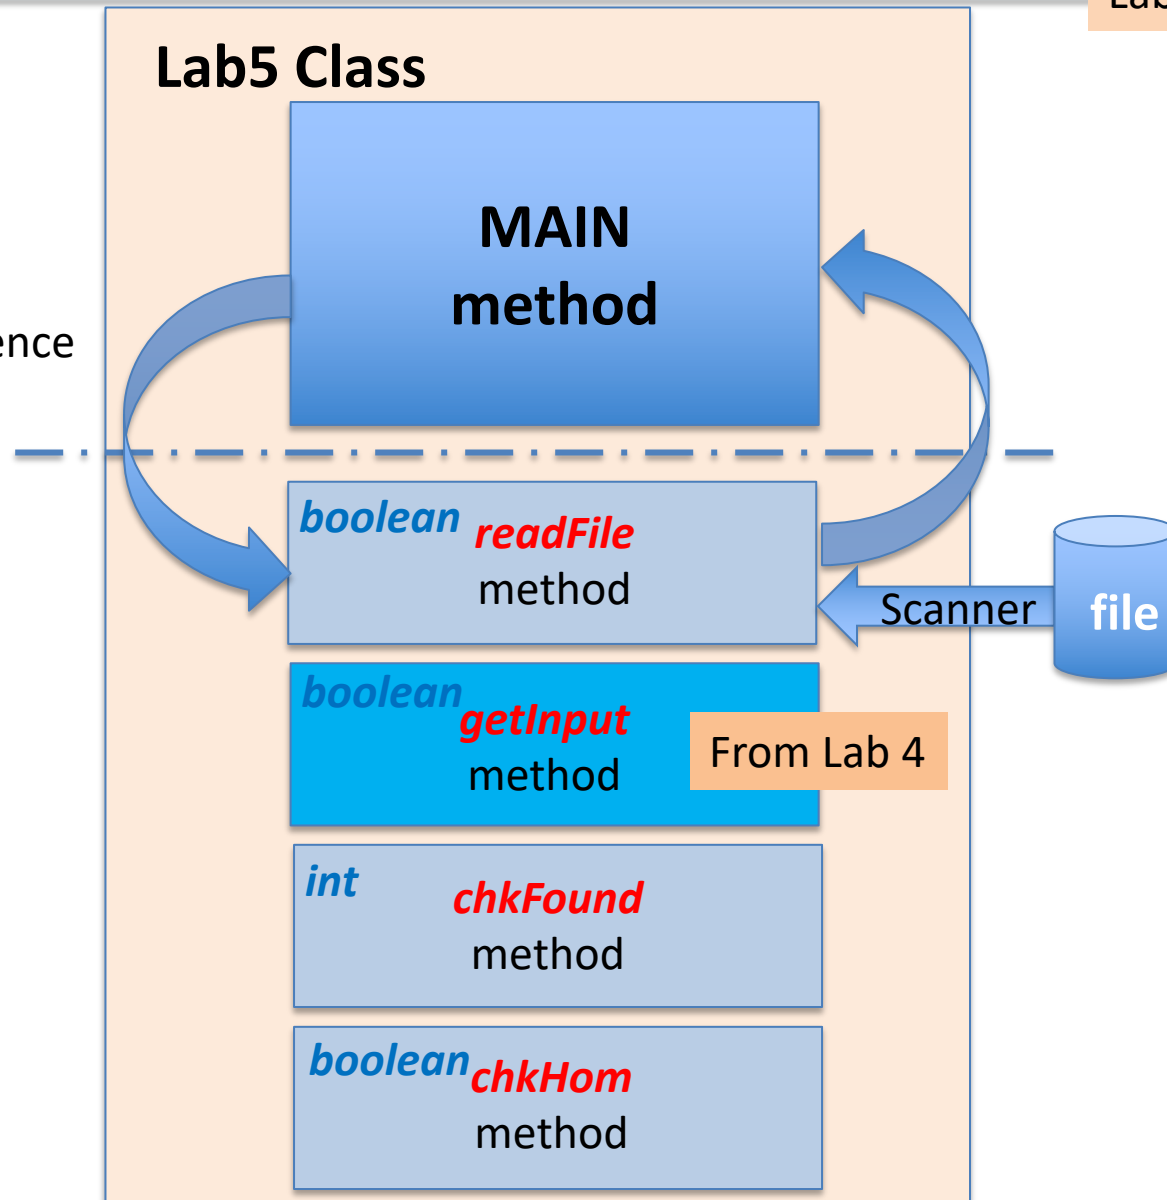 Lab5 Class
MAIN
method
boolean readFile
method
Scanner
file
boolean getInput
method
From Lab 4
int chkFound
method
boolean chkHom
method